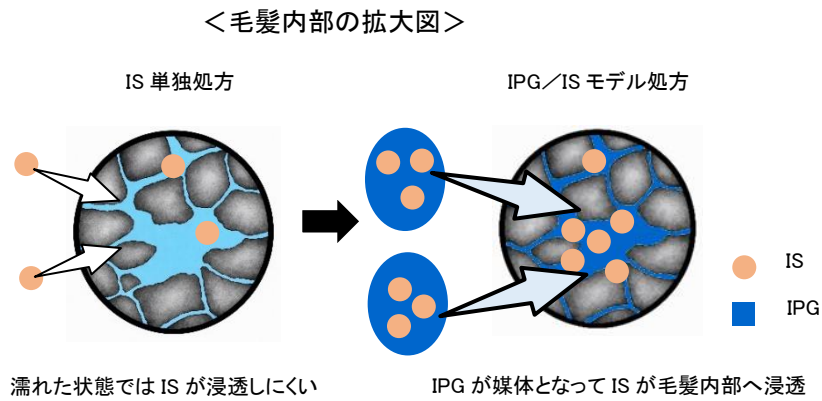 ＜毛髪内部の拡大図＞
IS 単独処方
IPG／IS モデル処方
IS
IPG
濡れた状態では IS が浸透しにくい
IPG が媒体となって IS が毛髪内部へ浸透